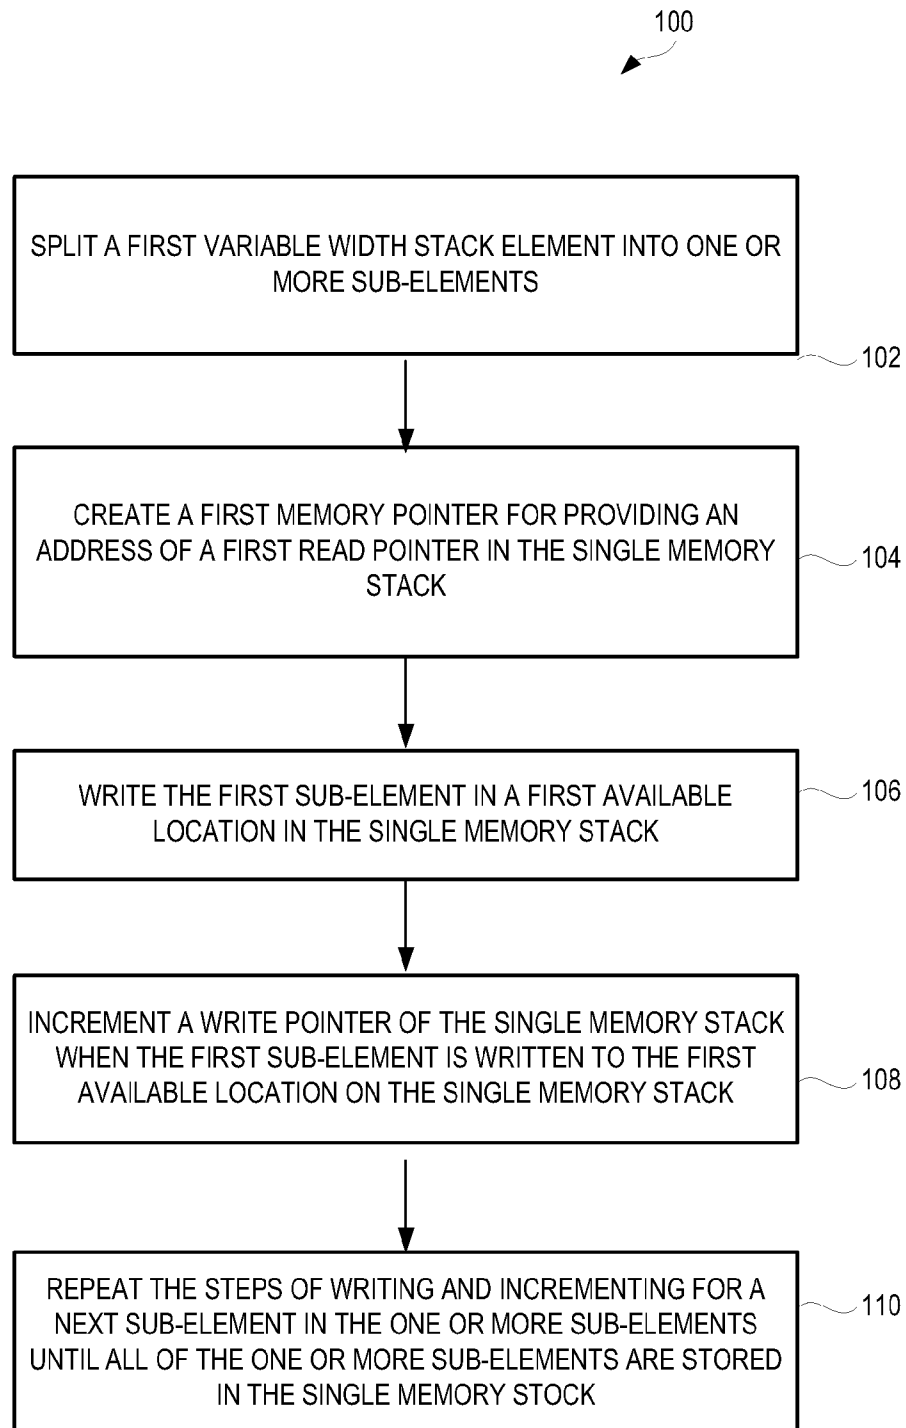 100
SPLIT A FIRST VARIABLE WIDTH STACK ELEMENT INTO ONE OR
MORE SUB-ELEMENTS
102
CREATE A FIRST MEMORY POINTER FOR PROVIDING AN
ADDRESS OF A FIRST READ POINTER IN THE SINGLE MEMORY
STACK
104
WRITE THE FIRST SUB-ELEMENT IN A FIRST AVAILABLE
LOCATION IN THE SINGLE MEMORY STACK
106
INCREMENT A WRITE POINTER OF THE SINGLE MEMORY STACK
WHEN THE FIRST SUB-ELEMENT IS WRITTEN TO THE FIRST
AVAILABLE LOCATION ON THE SINGLE MEMORY STACK
108
REPEAT THE STEPS OF WRITING AND INCREMENTING FOR A
NEXT SUB-ELEMENT IN THE ONE OR MORE SUB-ELEMENTS
UNTIL ALL OF THE ONE OR MORE SUB-ELEMENTS ARE STORED
IN THE SINGLE MEMORY STOCK
110